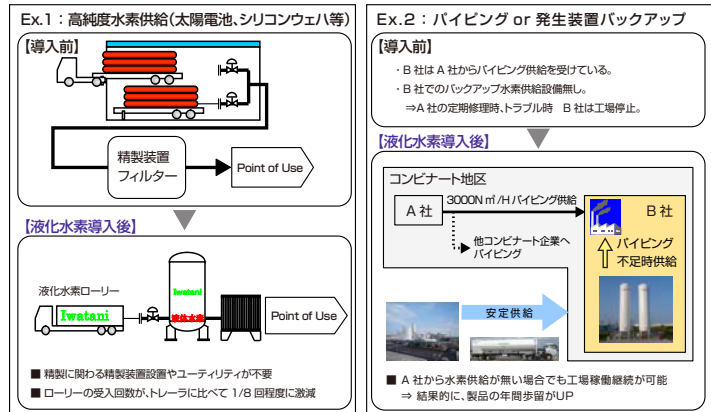 Ex.1：高純度水素供給(太陽電池、シリコンウェハ等)
【導入前】
精製装置
フィルター
Point of Use
【液化水素導入後】
液化水素ローリー
Iwatani
Iwatani
液体水素
Point of Use
■ 精製に関わる精製装置設置やユーティリティが不要
■ ローリーの受入回数が、トレーラに比べて 1/8 回程度に激減
Ex.2：パイピング or 発生装置バックアップ
【導入前】
・B 社は A 社からパイピング供給を受けている。
・B 社でのバックアップ水素供給設備無し。
⇒A 社の定期修理時、トラブル時　B 社は工場停止。
【液化水素導入後】
コンビナート地区
A 社
3000N㎥/H パイピング供給
B 社
他コンビナート企業へ
パイピング
パイピング
不足時供給
安定供給
■ A 社から水素供給が無い場合でも工場稼働継続が可能
⇒ 結果的に、製品の年間歩留がUP